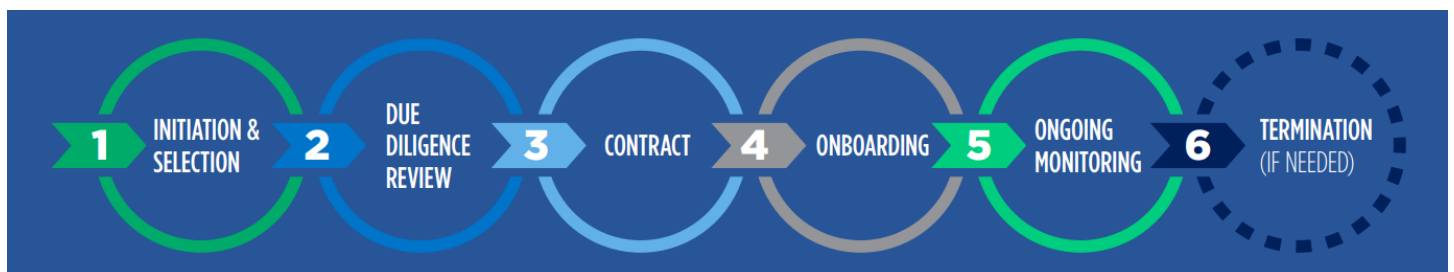 1
INITIATION &
SELECTION
2
DUE
DILIGENCE
REVIEW
3
CONTRACT
4
ONBOARDING
5
ONGOING
MONITORING
6
TERMINATION
(IF NEEDED)